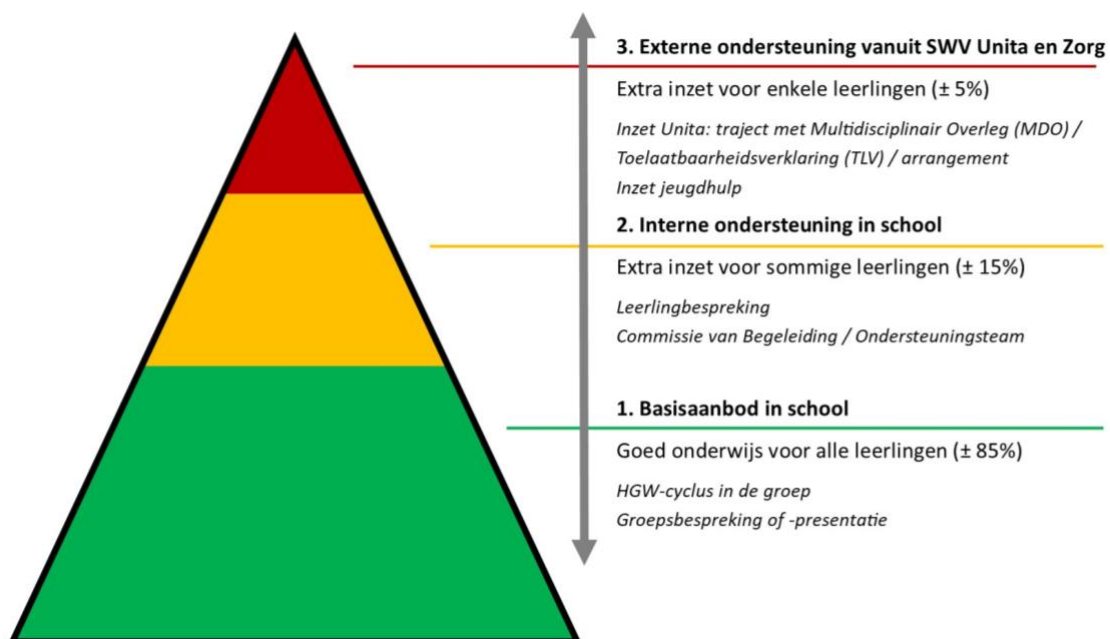 3. Externe ondersteuning vanuit SWV Unita en Zorg
Extra inzet voor enkele leerlingen (± 5%)
Inzet Unita: traject met Multidisciplinair Overleg (MDO) /
Toelaatbaarheidsverklaring (TLV) / arrangement
Inzet jeugdhulp
2. Interne ondersteuning in school
Extra inzet voor sommige leerlingen (± 15%)
Leerlingbespreking
Commissie van Begeleiding / Ondersteuningsteam
1. Basisaanbod in school
Goed onderwijs voor alle leerlingen (± 85%)
HGW-cyclus in de groep
Groepsbespreking of -presentatie